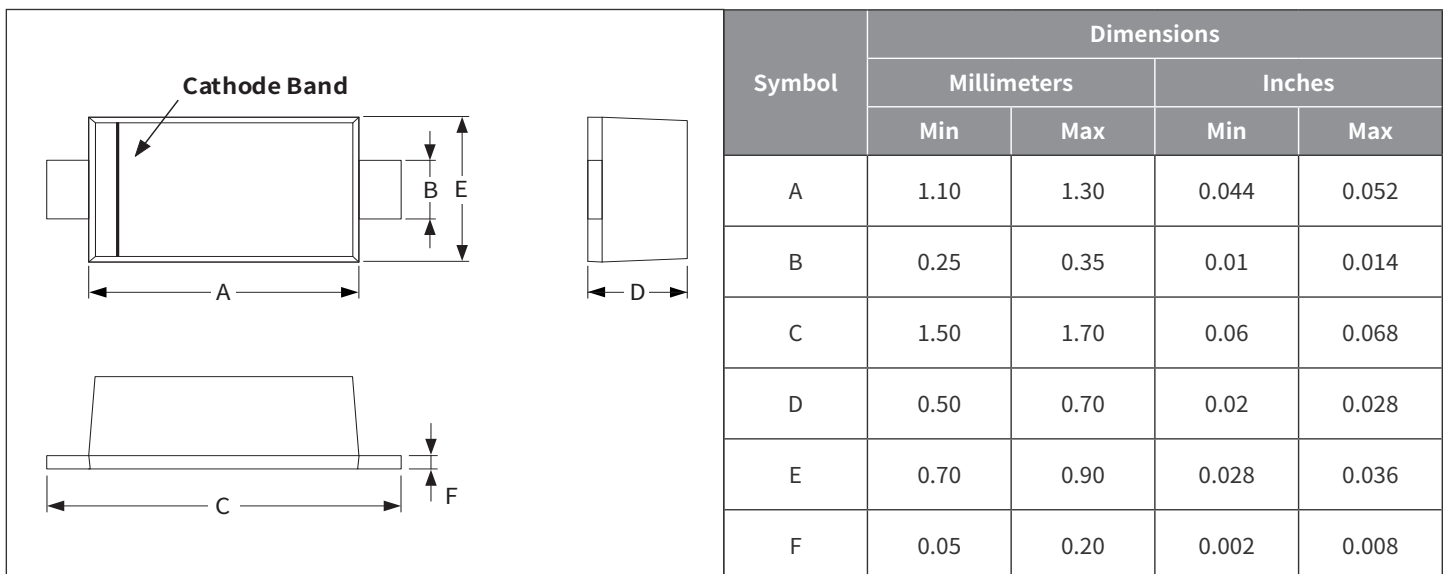 Cathode Band
B
E
A
D
C
F
Dimensions
Symbol
Millimeters
Inches
Min
Max
Min
Max
A 1.10 1.30 0.044 0.052
B 0.25 0.35 0.01 0.014
C 1.50 1.70 0.06 0.068
D 0.50 0.70 0.02 0.028
E 0.70 0.90 0.028 0.036
F 0.05 0.20 0.002 0.008